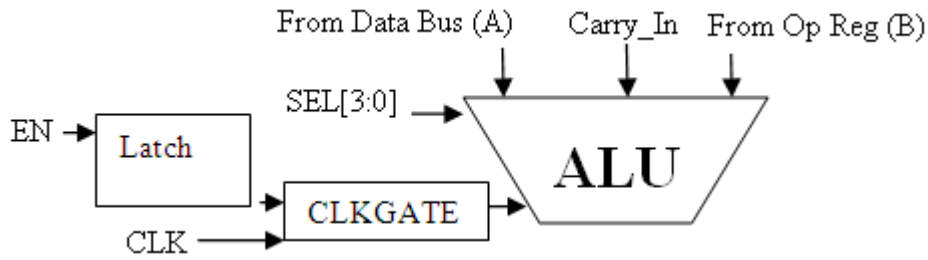 From Data Bus (A)
Carry_In
From Op Reg (B)
SEL[3:0]
EN
Latch
ALU
CLKGATE
CLK